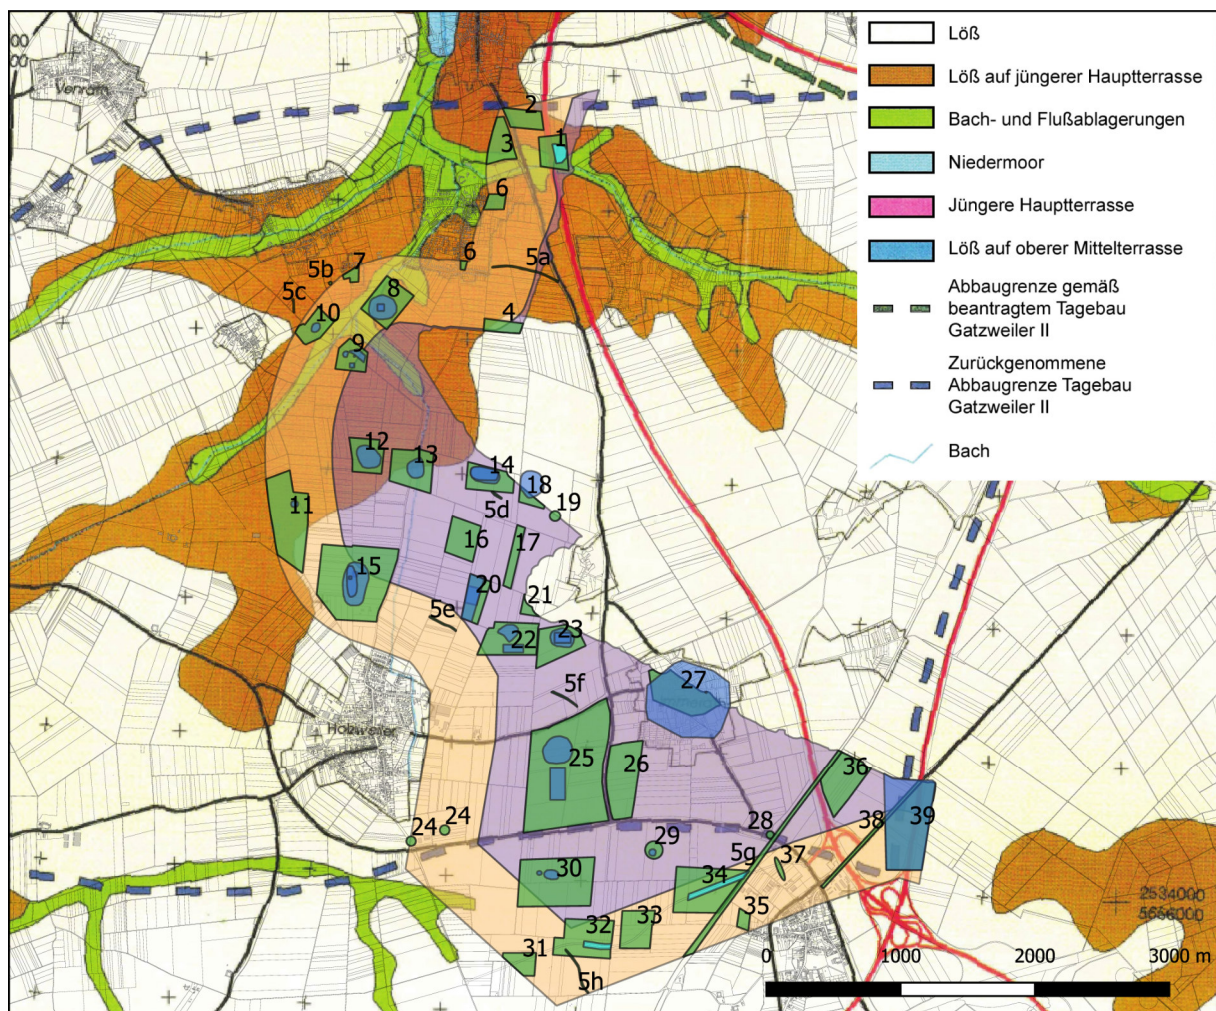 Löß
Löß auf jüngerer Hauptterrasse
Bach- und Flußablagerungen
Niedermoor
Jüngere Hauptterrasse
Löß auf oberer Mittelterrasse
Abbaugrenze gemäß
beantragtem Tagebau
Gatzweiler II
Zurückgenommene
Abbaugrenze Tagebau
Gatzweiler II
Bach
Venrath
2
3
1
6
6
5a
7
5b
5c
8
10
4
9
12
13
14
18
11
5d
19
16
17
15
20
21
5e
22
23
5f
27
Holzweiler
25
26
36
24
24
28
38
39
29
5g
37
30
34
35
32
33
31
5h
2534000
5656000
0
1000
2000
3000 m